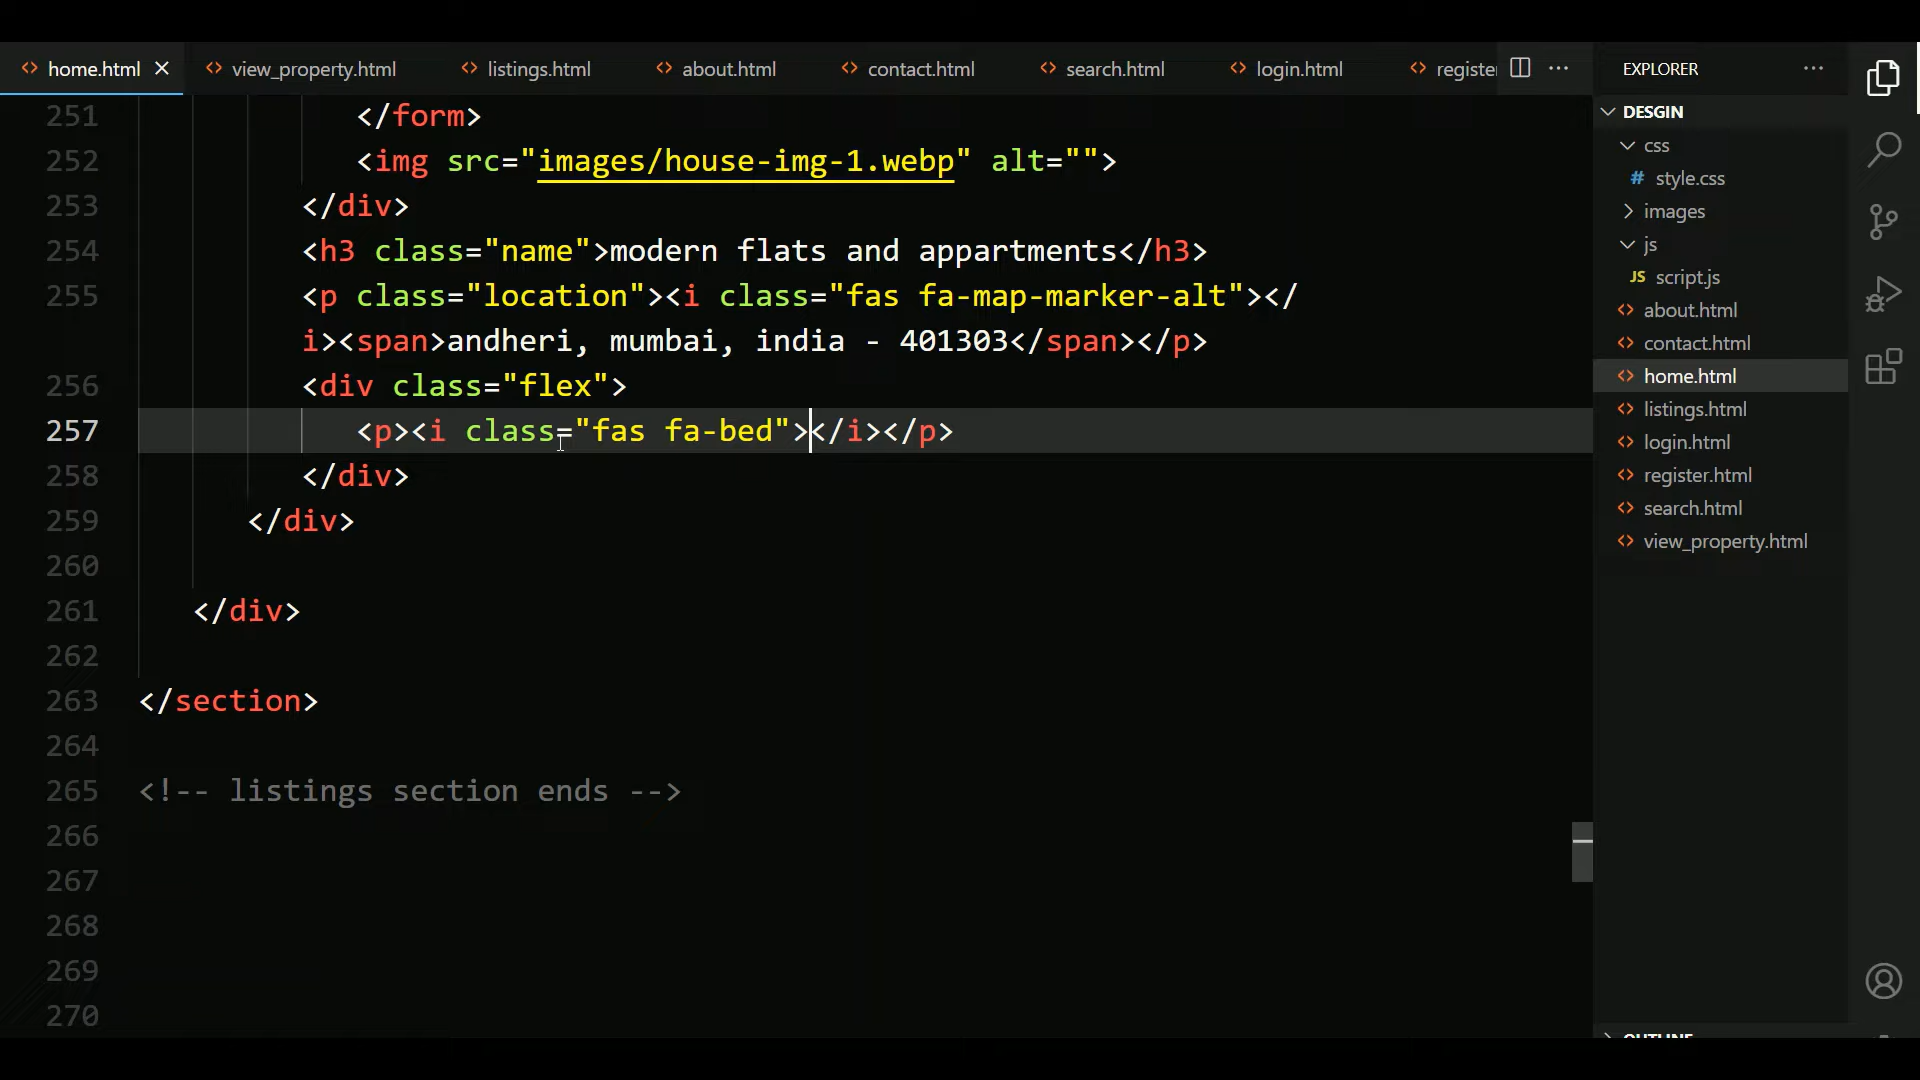 home.html
view_property.html
listings.html
about.html
contact.html
search.html
login.html
registe
EXPLORER
251 </form>
252 <img src="images/house-img-1.webp" alt="">
253 </div>
254 <h3 class="name">modern flats and appartments</h3>
255 <p class="location"><i class="fas fa-map-marker-alt"></
i><span>andheri, mumbai, india - 401303</span></p>
256 <div class="flex">
257 <p><i class="fas fa-bed"></i></p>
258 </div>
259 </div>
260
261 </div>
262
263 </section>
264
265 <!-- listings section ends -->
266
267
268
269
270
DESGIN
css
# style.css
images
js
JS script.js
about.html
contact.html
home.html
listings.html
login.html
register.html
search.html
view_property.html
OUTLINE